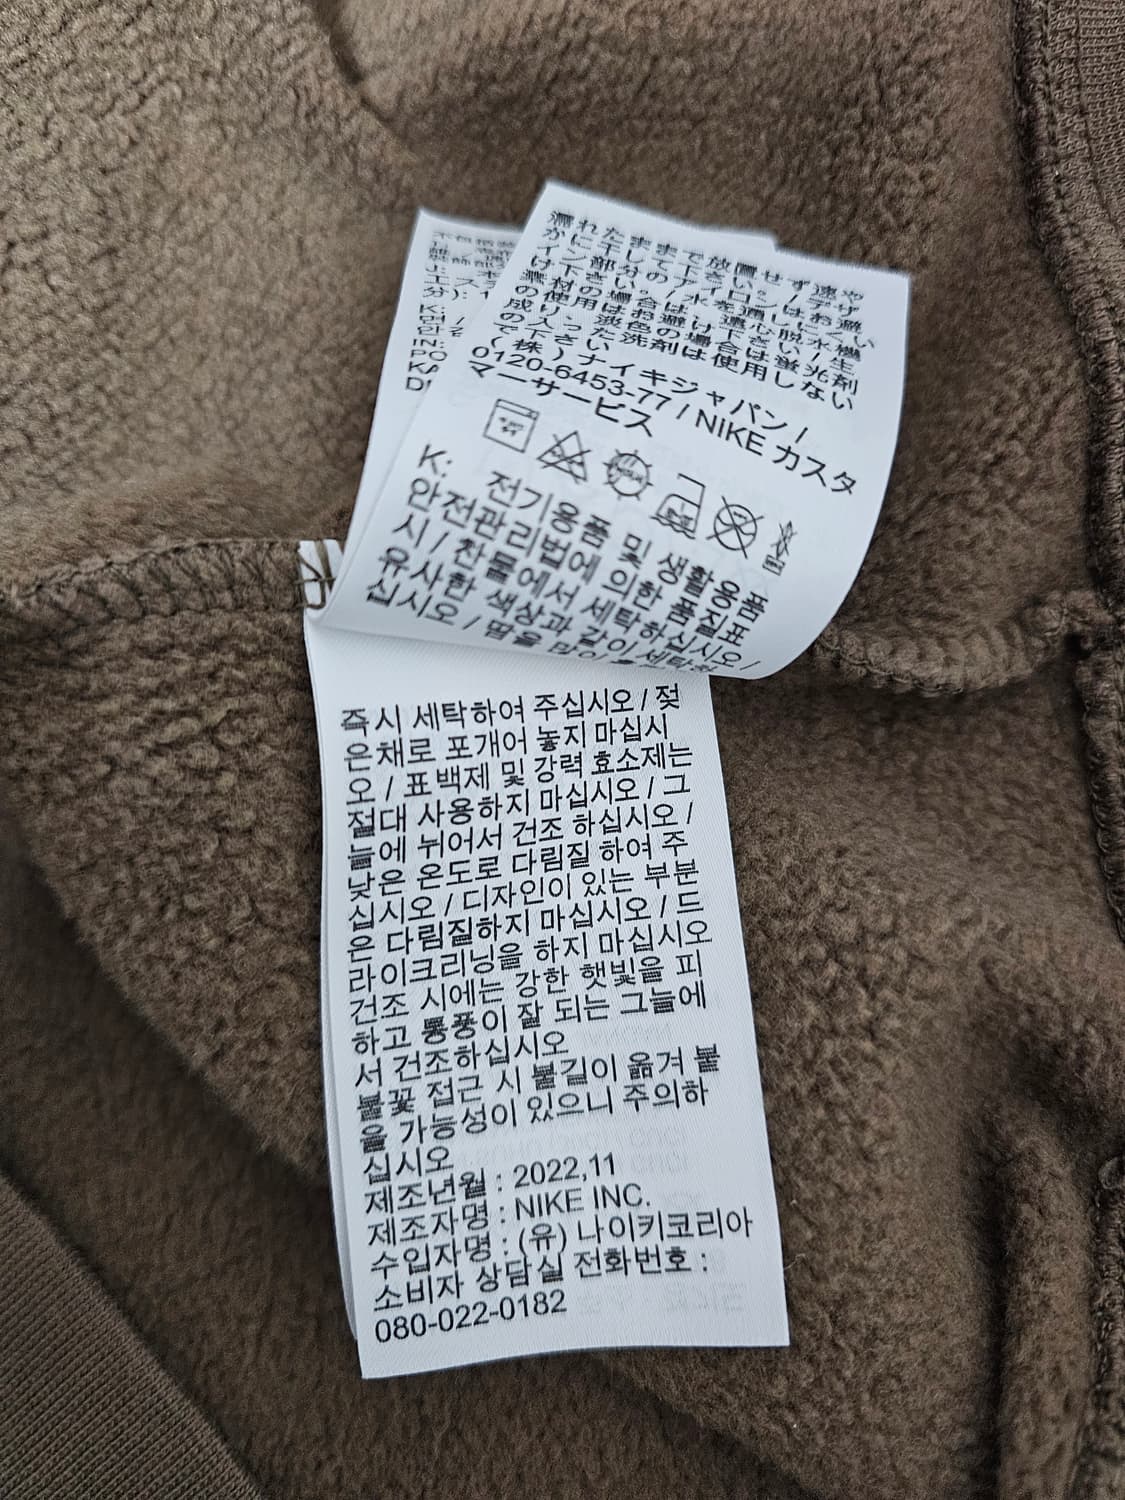 濡れたままで放置せず速や
かに干して下さい。/ デザ
イン部分のアイロンはお避
け下さい。/ 水を通しにくい
素材の場合は、遠心脱水機
の使用はお避け下さい / 生
成り、淡色の場合は蛍光剤
の入った洗剤は使用しない
で下さい
(株)ナイキジャパン /
0120-6453-77 / NIKE カスタ
マーサービス
K: 전기용품 및 생활용품
안전관리법에 의한 품질표
시 / 찬물에서 세탁하십시오 /
유사한 색상과 같이 세탁하
십시오 / 땀을 많이
즉시 세탁하여 주십시오 / 젖
은채로 포개어 놓지 마십시
오 / 표백제 및 강력 효소제는
절대 사용하지 마십시오 / 그
늘에 뉘어서 건조 하십시오 /
낮은 온도로 다림질 하여 주
십시오 / 디자인이 있는 부분
은 다림질하지 마십시오 / 드
라이크리닝을 하지 마십시오
건조 시에는 강한 햇빛을 피
하고 통풍이 잘 되는 그늘에
서 건조하십시오
불꽃 접근 시 불길이 옮겨 붙
을 가능성이 있으니 주의하
십시오
제조년월 : 2022,11
제조자명 : NIKE INC.
수입자명 : (유) 나이키코리아
소비자 상담실 전화번호 :
080-022-0182